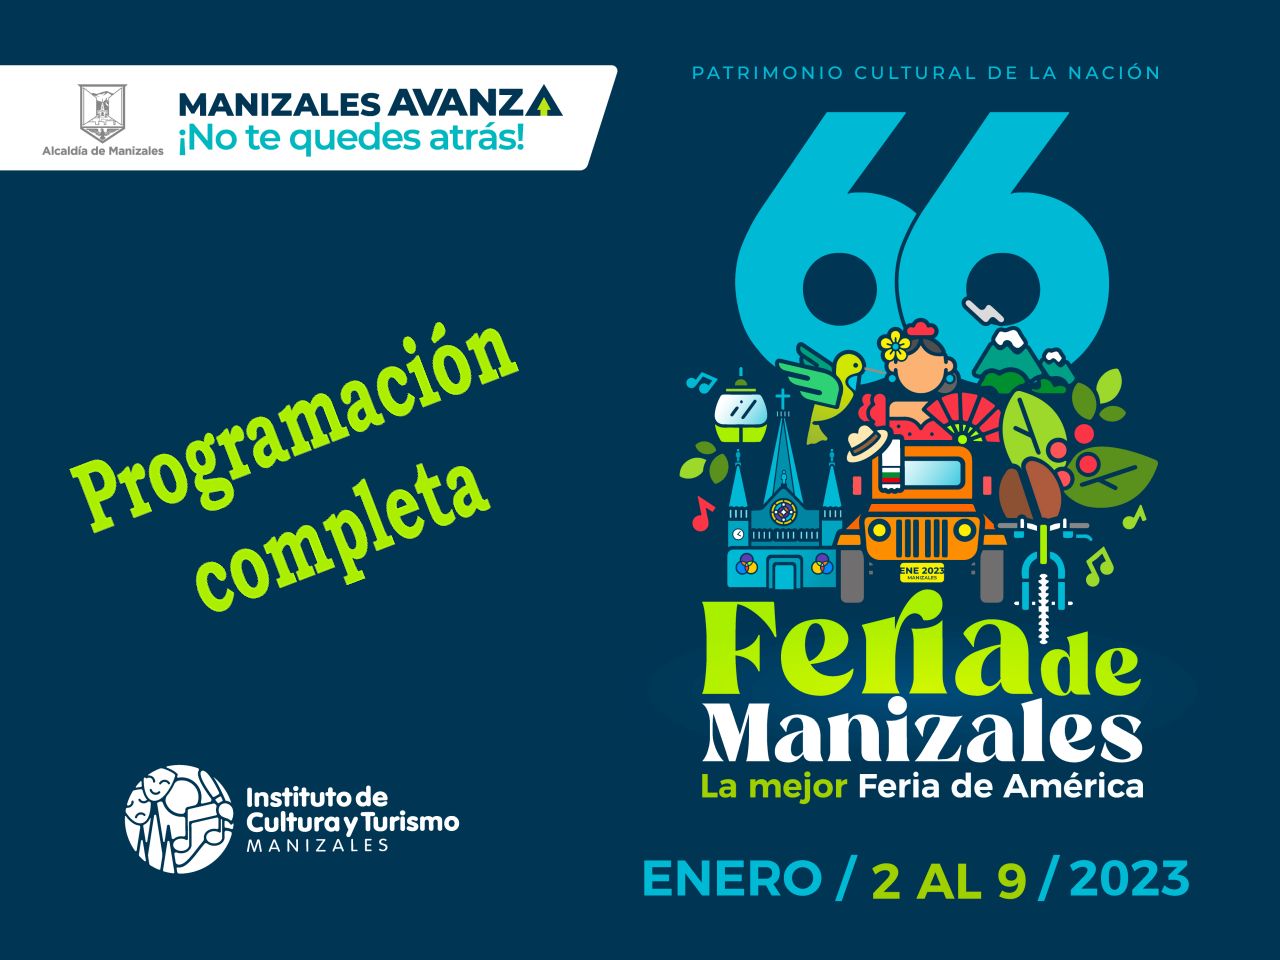 Alcaldía de Manizales
MANIZALES AVANZA
¡No te quedes atrás!
PATRIMONIO CULTURAL DE LA NACIÓN
66
Programación
completa
ENE 2023
MANIZALES
Feria de
Manizales
La mejor Feria de América
Instituto de
Cultura y Turismo
MANIZALES
ENERO / 2 AL 9 / 2023